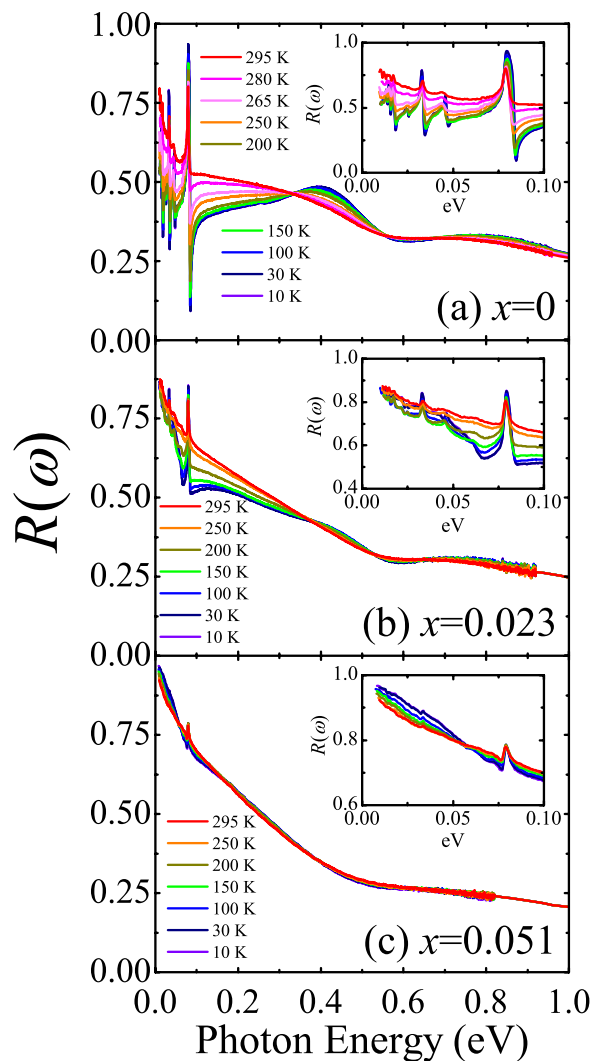 R(ω)
1.00
0.75
0.50
0.25
0.00
295 K
280 K
265 K
250 K
200 K
150 K
100 K
30 K
10 K
1.0
0.5
0.0
R(ω)
0.00 0.05 0.10
eV
(a) x=0
0.75
0.50
0.25
0.00
295 K
250 K
200 K
150 K
100 K
30 K
10 K
1.0
0.8
0.6
0.4
R(ω)
0.00 0.05 0.10
eV
(b) x=0.023
0.75
0.50
0.25
0.00
295 K
250 K
200 K
150 K
100 K
30 K
10 K
1.0
0.8
0.6
R(ω)
0.00 0.05 0.10
eV
(c) x=0.051
0.0 0.2 0.4 0.6 0.8 1.0
Photon Energy (eV)